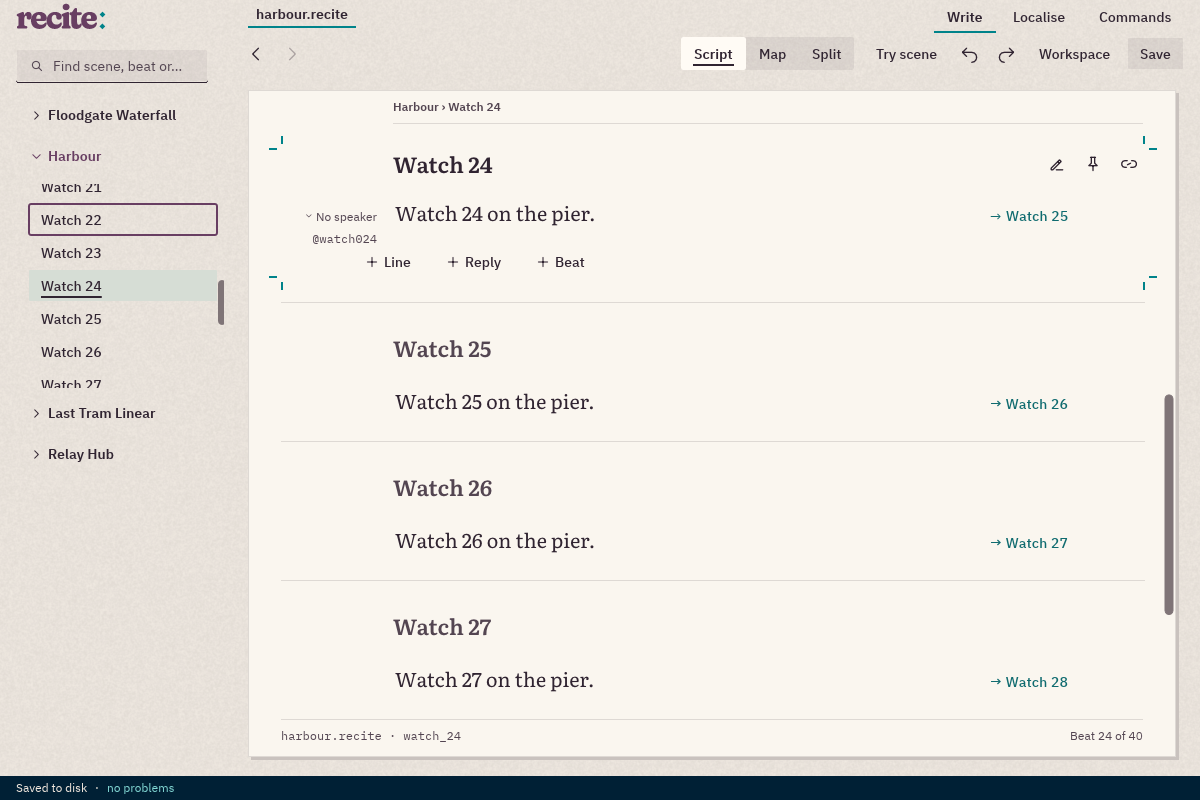 recite:
harbour.recite
Write
Localise
Commands
Find scene, beat or...
Script
Map
Split
Try scene
Workspace
Save
Floodgate Waterfall
Harbour
Watch 21
Watch 22
Watch 23
Watch 24
Watch 25
Watch 26
Watch 27
Last Tram Linear
Relay Hub
Harbour › Watch 24
Watch 24
No speaker
Watch 24 on the pier.
→ Watch 25
@watch024
+ Line
+ Reply
+ Beat
Watch 25
Watch 25 on the pier.
→ Watch 26
Watch 26
Watch 26 on the pier.
→ Watch 27
Watch 27
Watch 27 on the pier.
→ Watch 28
harbour.recite · watch_24
Beat 24 of 40
Saved to disk · no problems